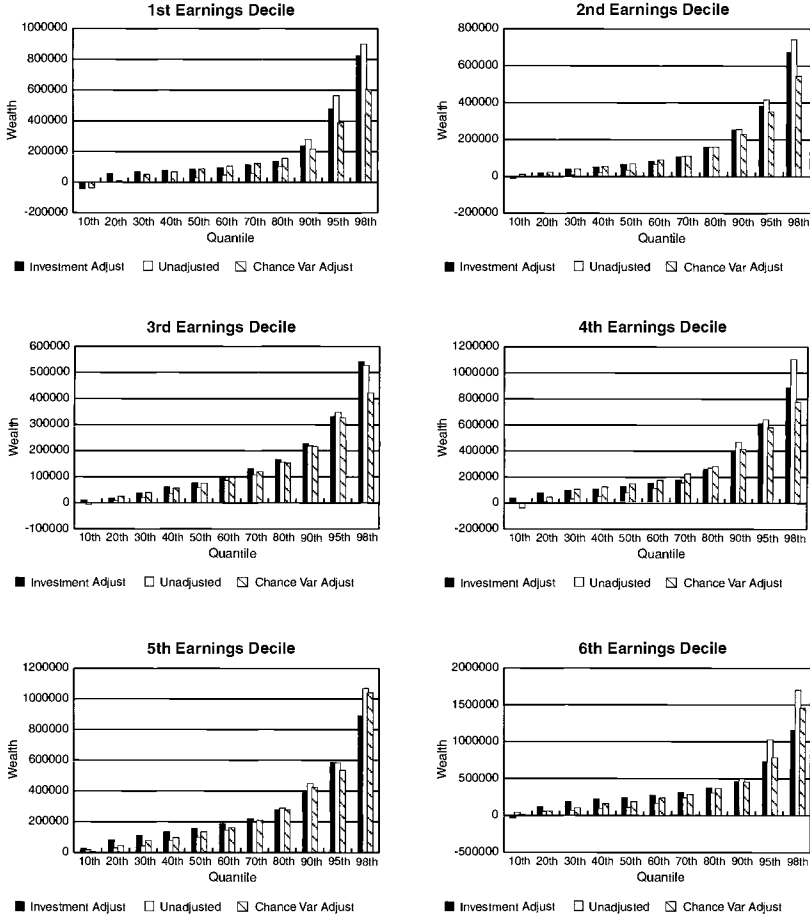 1st Earnings Decile
1000000
800000
600000
400000
200000
0
-200000
Wealth
10th 20th 30th 40th 50th 60th 70th 80th 90th 95th 98th
Quantile
Investment Adjust Unadjusted Chance Var Adjust
2nd Earnings Decile
800000
600000
400000
200000
0
-200000
Wealth
10th 20th 30th 40th 50th 60th 70th 80th 90th 95th 98th
Quantile
Investment Adjust Unadjusted Chance Var Adjust
3rd Earnings Decile
600000
500000
400000
300000
200000
100000
0
-100000
Wealth
10th 20th 30th 40th 50th 60th 70th 80th 90th 95th 98th
Quantile
Investment Adjust Unadjusted Chance Var Adjust
4th Earnings Decile
1200000
1000000
800000
600000
400000
200000
0
-200000
Wealth
10th 20th 30th 40th 50th 60th 70th 80th 90th 95th 98th
Quantile
Investment Adjust Unadjusted Chance Var Adjust
5th Earnings Decile
1200000
1000000
800000
600000
400000
200000
0
Wealth
10th 20th 30th 40th 50th 60th 70th 80th 90th 95th 98th
Quantile
Investment Adjust Unadjusted Chance Var Adjust
6th Earnings Decile
2000000
1500000
1000000
500000
0
-500000
Wealth
10th 20th 30th 40th 50th 60th 70th 80th 90th 95th 98th
Quantile
Investment Adjust Unadjusted Chance Var Adjust